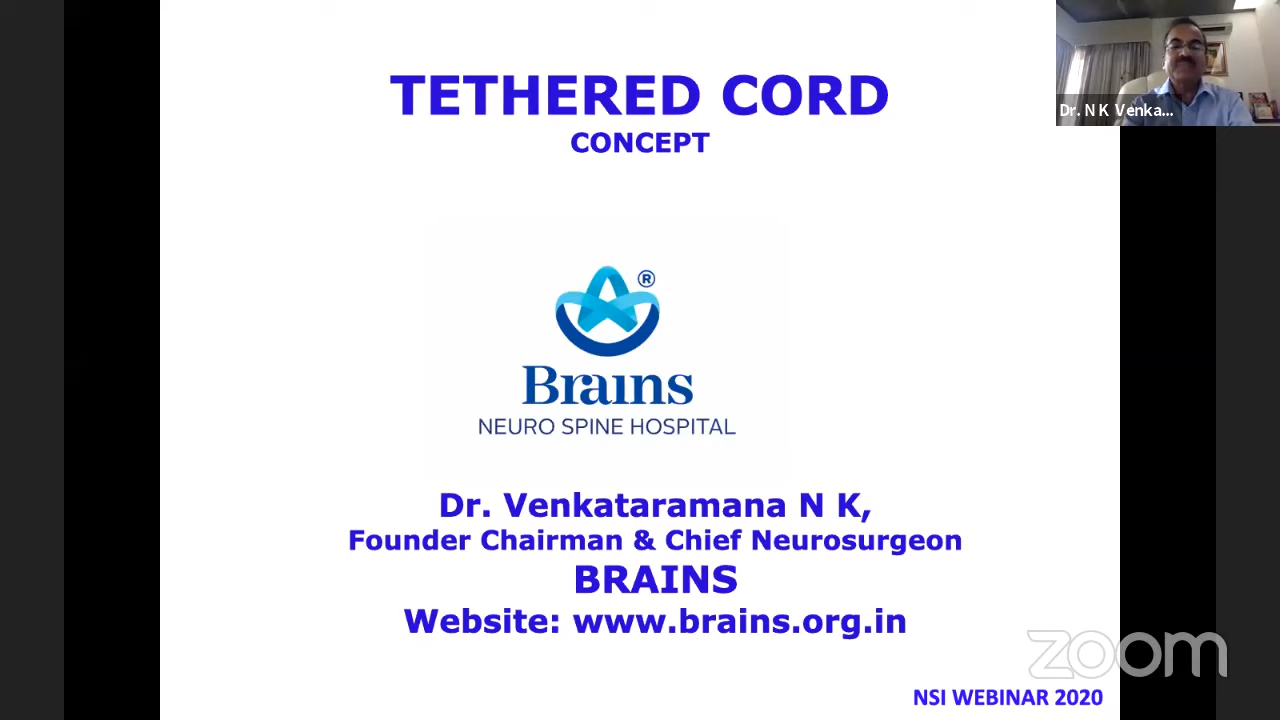 TETHERED CORD
CONCEPT
Dr. N K Venka...
®
Brains
NEURO SPINE HOSPITAL
Dr. Venkataramana N K,
Founder Chairman & Chief Neurosurgeon
BRAINS
Website: www.brains.org.in
zoom
NSI WEBINAR 2020